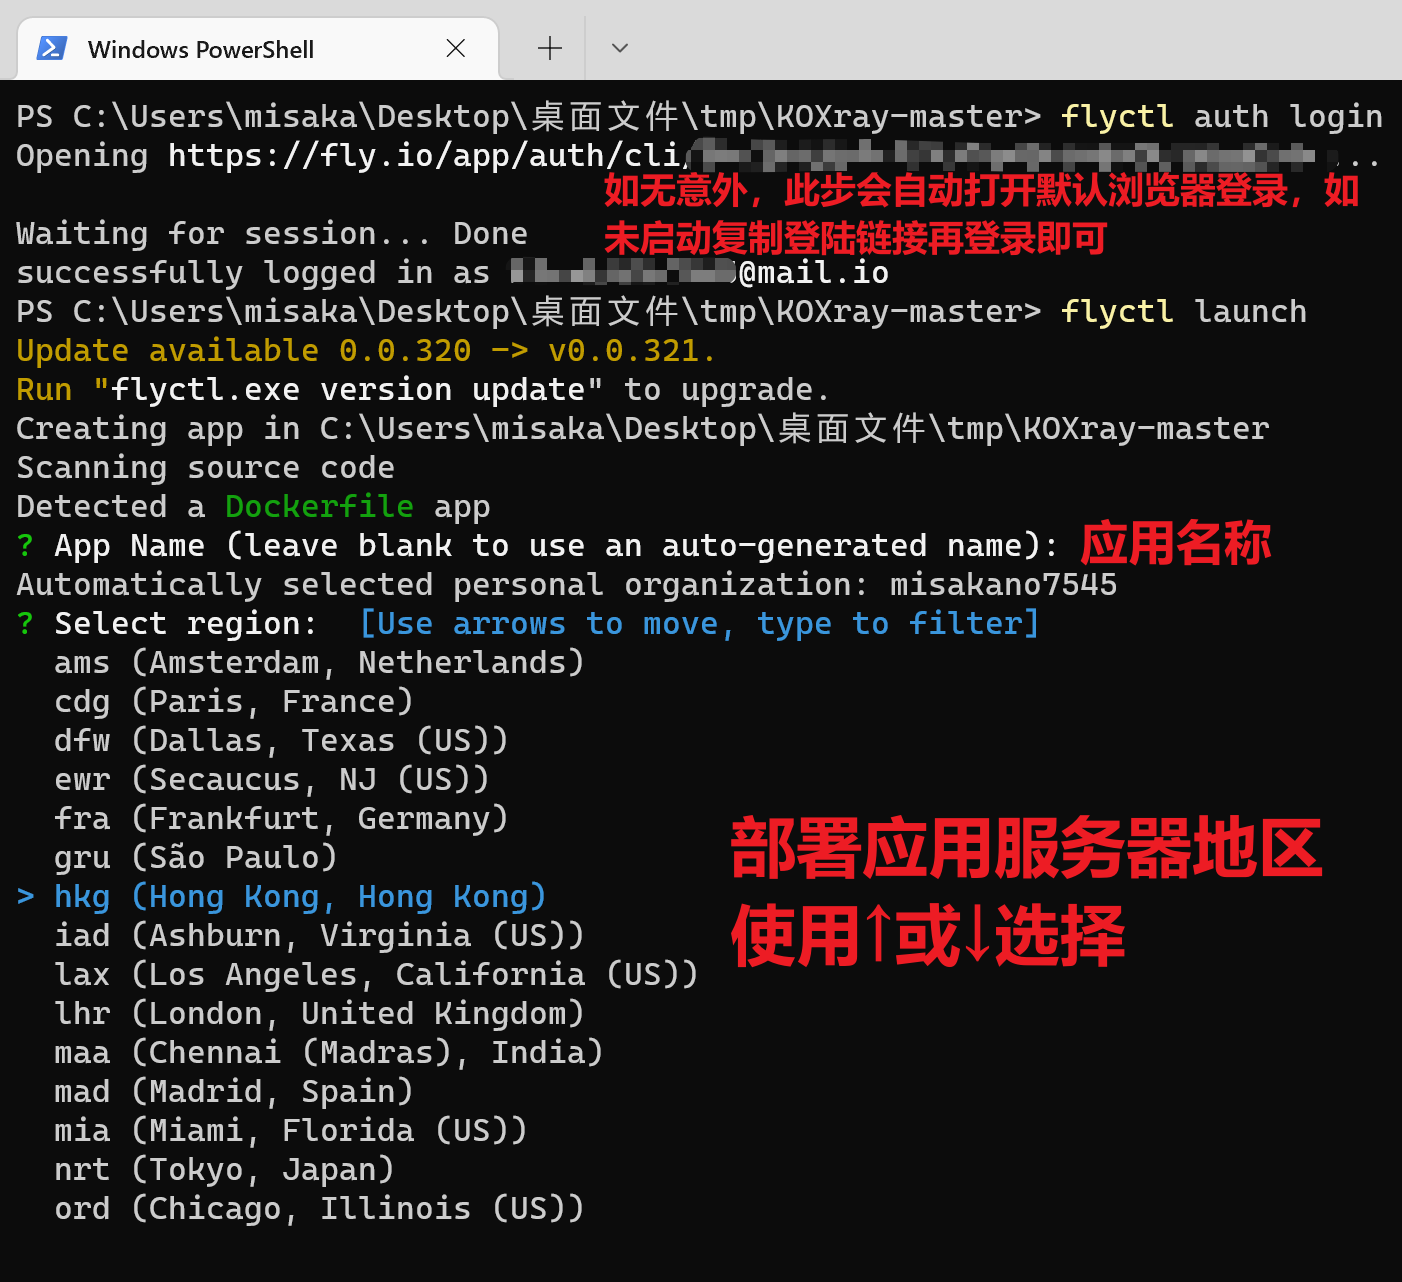 Windows PowerShell
PS C:\Users\misaka\Desktop\桌面文件\tmp\KOXray-master> flyctl auth login
Opening https://fly.io/app/auth/cli/ ...
如无意外，此步会自动打开默认浏览器登录，如
未启动复制登陆链接再登录即可
Waiting for session... Done
successfully logged in as @mail.io
PS C:\Users\misaka\Desktop\桌面文件\tmp\KOXray-master> flyctl launch
Update available 0.0.320 -> v0.0.321.
Run "flyctl.exe version update" to upgrade.
Creating app in C:\Users\misaka\Desktop\桌面文件\tmp\KOXray-master
Scanning source code
Detected a Dockerfile app
? App Name (leave blank to use an auto-generated name): 应用名称
Automatically selected personal organization: misakano7545
? Select region:  [Use arrows to move, type to filter]
ams (Amsterdam, Netherlands)
cdg (Paris, France)
dfw (Dallas, Texas (US))
ewr (Secaucus, NJ (US))
fra (Frankfurt, Germany)
gru (São Paulo)
> hkg (Hong Kong, Hong Kong)
iad (Ashburn, Virginia (US))
lax (Los Angeles, California (US))
lhr (London, United Kingdom)
maa (Chennai (Madras), India)
mad (Madrid, Spain)
mia (Miami, Florida (US))
nrt (Tokyo, Japan)
ord (Chicago, Illinois (US))
部署应用服务器地区
使用↑或↓选择